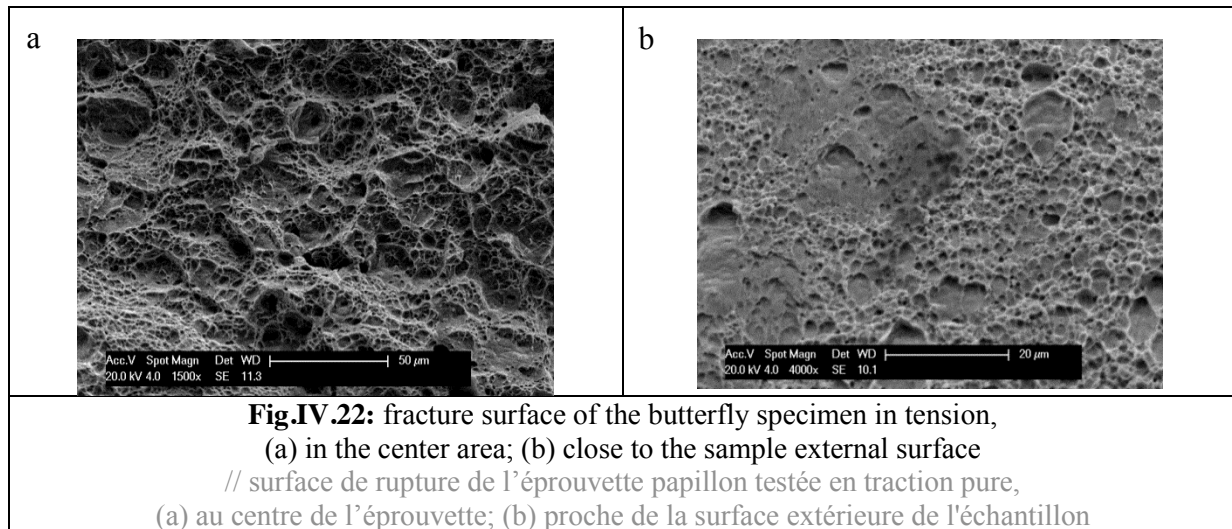 a
Acc.V Spot Magn Det WD 50 µm
20.0 kV 4.0 1500x SE 11.3
b
Acc.V Spot Magn Det WD 20 µm
20.0 kV 4.0 4000x SE 10.1
Fig.IV.22: fracture surface of the butterfly specimen in tension,
(a) in the center area; (b) close to the sample external surface
// surface de rupture de l’éprouvette papillon testée en traction pure,
(a) au centre de l’éprouvette; (b) proche de la surface extérieure de l'échantillon